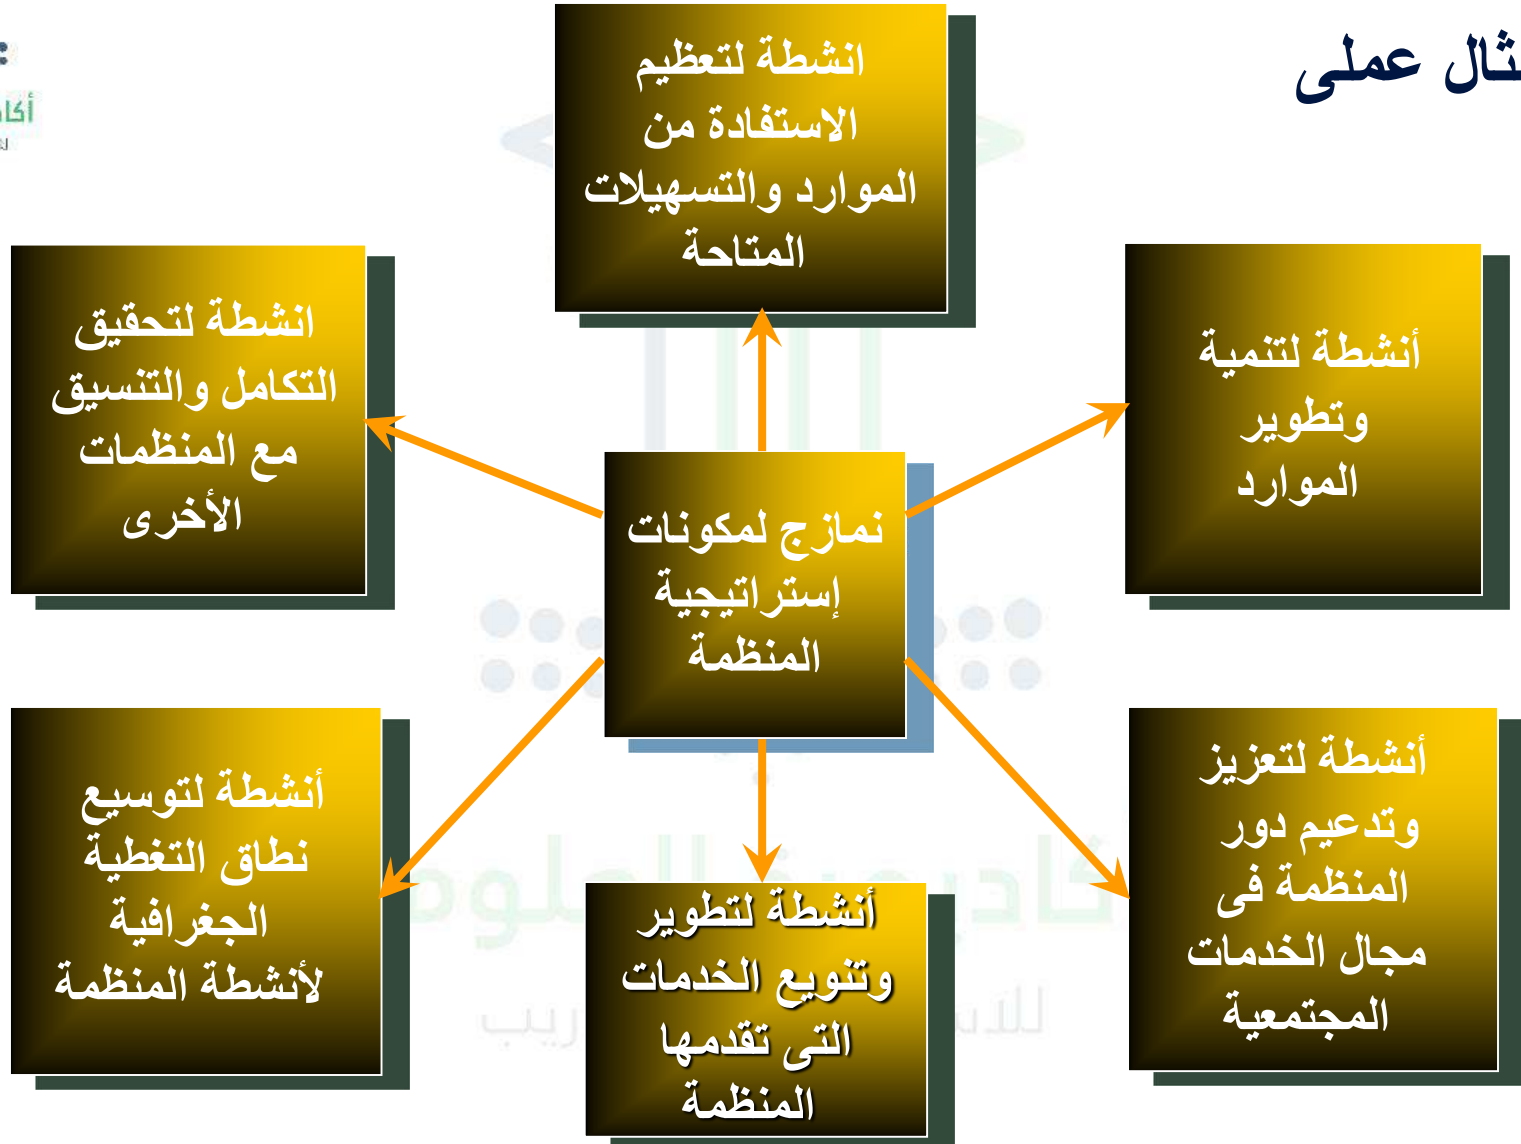 ثال عملى
انشطة لتعظيم
الاستفادة من
الموارد والتسهيلات
المتاحة
أنشطة لتنمية
وتطوير
الموارد
انشطة لتحقيق
التكامل والتنسيق
مع المنظمات
الأخرى
نمازج لمكونات
إستراتيجية
المنظمة
أنشطة لتعزيز
وتدعيم دور
المنظمة فى
مجال الخدمات
المجتمعية
أنشطة لتطوير
وتنويع الخدمات
التى تقدمها
المنظمة
أنشطة لتوسيع
نطاق التغطية
الجغرافية
لأنشطة المنظمة